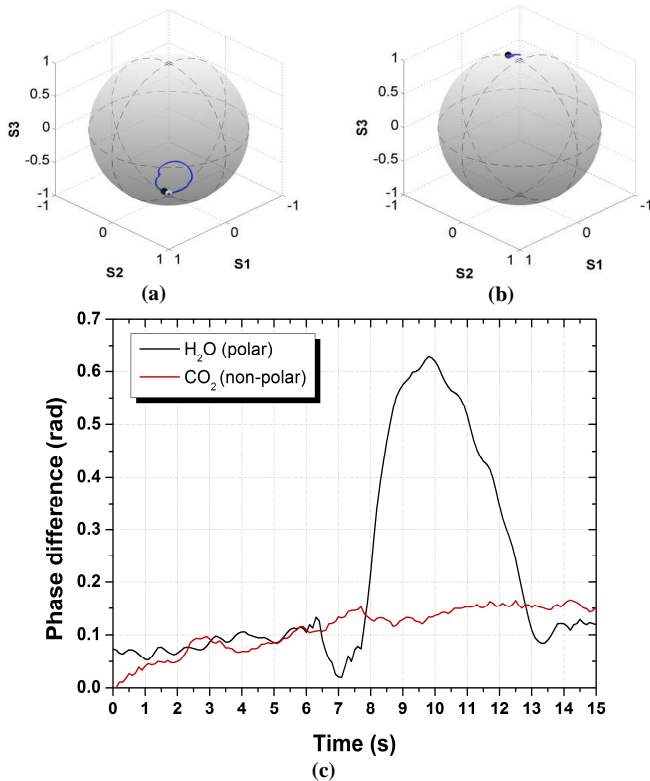 1
0.5
0
-0.5
-1
-1
0
1
1
0
-1
S3
S2
S1
(a)
1
0.5
0
-0.5
-1
-1
0
1
1
0
-1
S3
S2
S1
(b)
0.7
0.6
0.5
0.4
0.3
0.2
0.1
0.0
Phase difference (rad)
H2O (polar)
CO2 (non-polar)
0 1 2 3 4 5 6 7 8 9 10 11 12 13 14 15
Time (s)
(c)